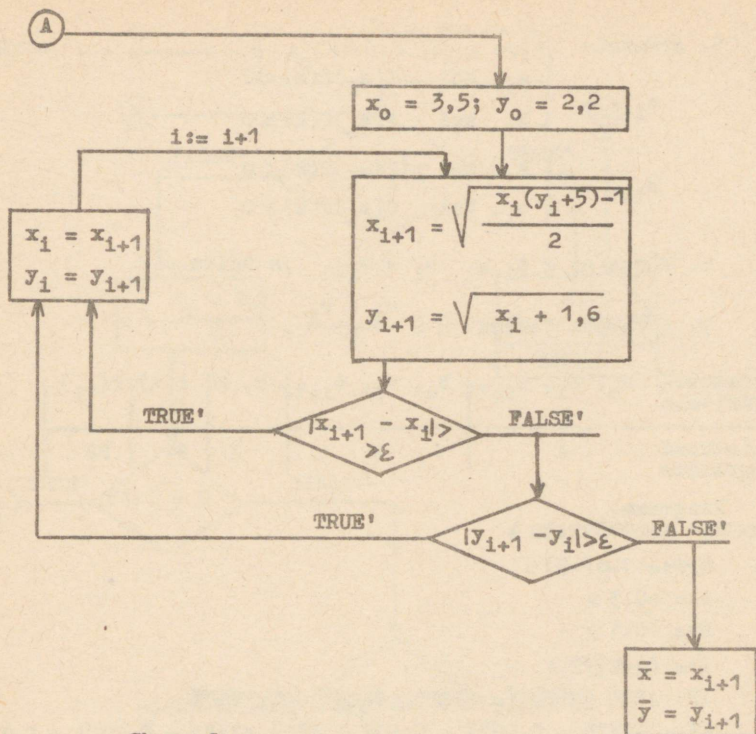 A
x₀ = 3,5; y₀ = 2,2
i:= i+1
xᵢ₊₁ = √ xᵢ(yᵢ+5)-1
2
yᵢ₊₁ = √ xᵢ + 1,6
xᵢ = xᵢ₊₁
yᵢ = yᵢ₊₁
TRUE'
|xᵢ₊₁ - xᵢ|>
>ε
FALSE'
TRUE'
|yᵢ₊₁ -yᵢ|>ε
FALSE'
x̄ = xᵢ₊₁
ȳ = yᵢ₊₁